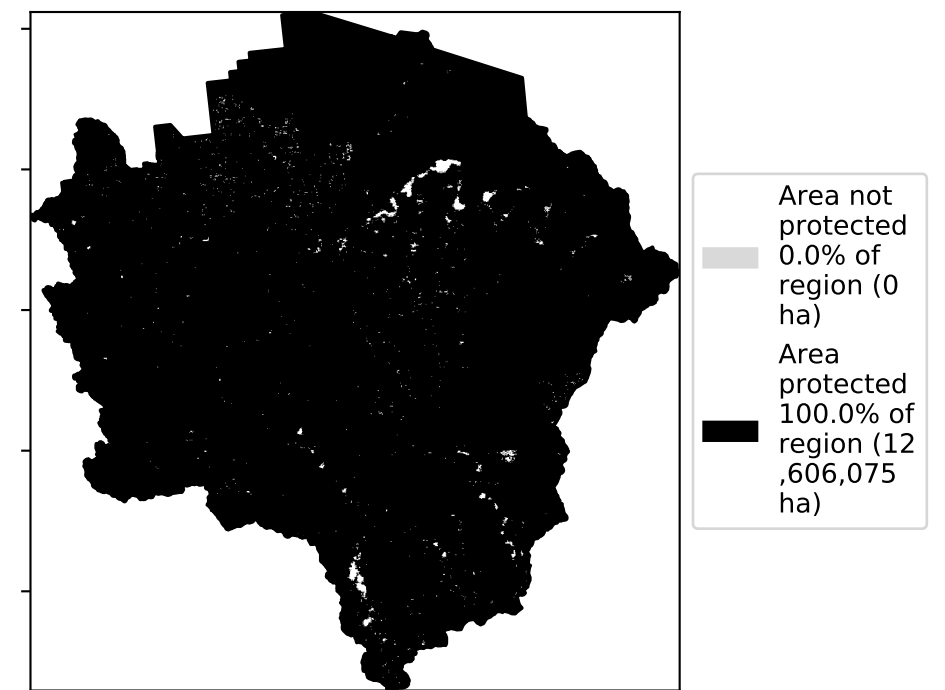 Area not
protected
0.0% of
region (0
ha)
Area
protected
100.0% of
region (12
,606,075
ha)